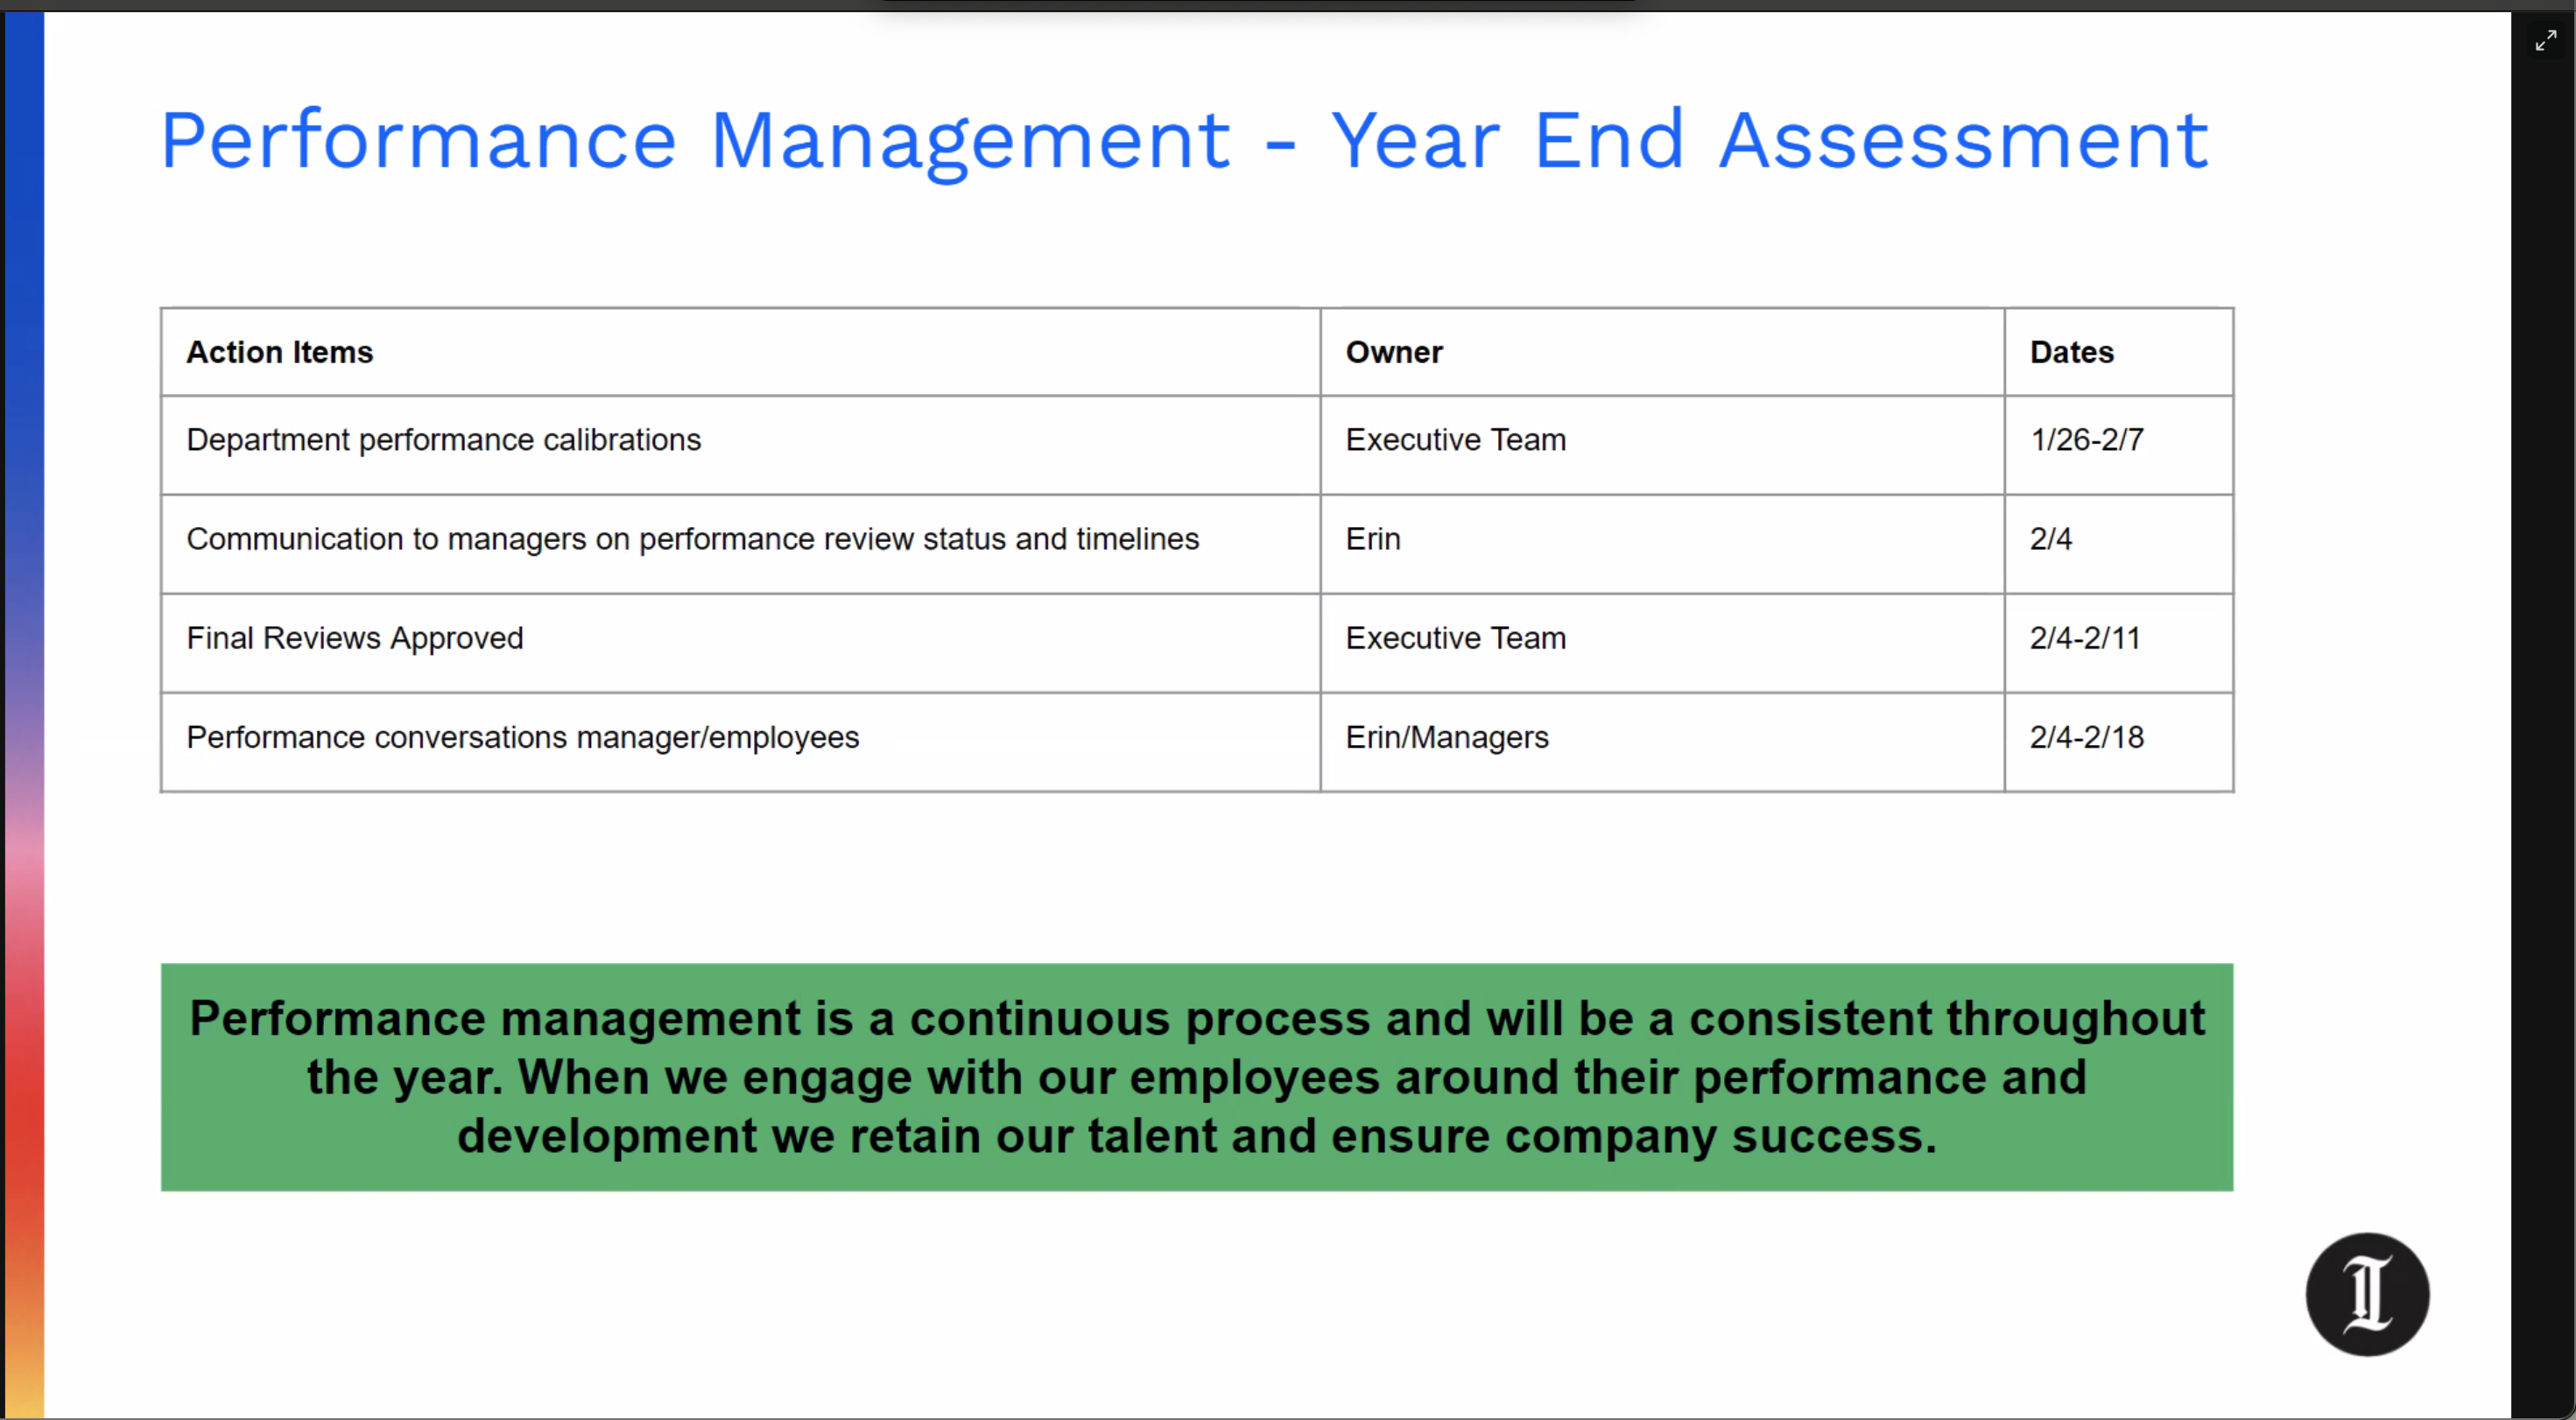 Performance Management - Year End Assessment
Action Items Owner Dates
Department performance calibrations Executive Team 1/26-2/7
Communication to managers on performance review status and timelines Erin 2/4
Final Reviews Approved Executive Team 2/4-2/11
Performance conversations manager/employees Erin/Managers 2/4-2/18
Performance management is a continuous process and will be a consistent throughout
the year. When we engage with our employees around their performance and
development we retain our talent and ensure company success.
I